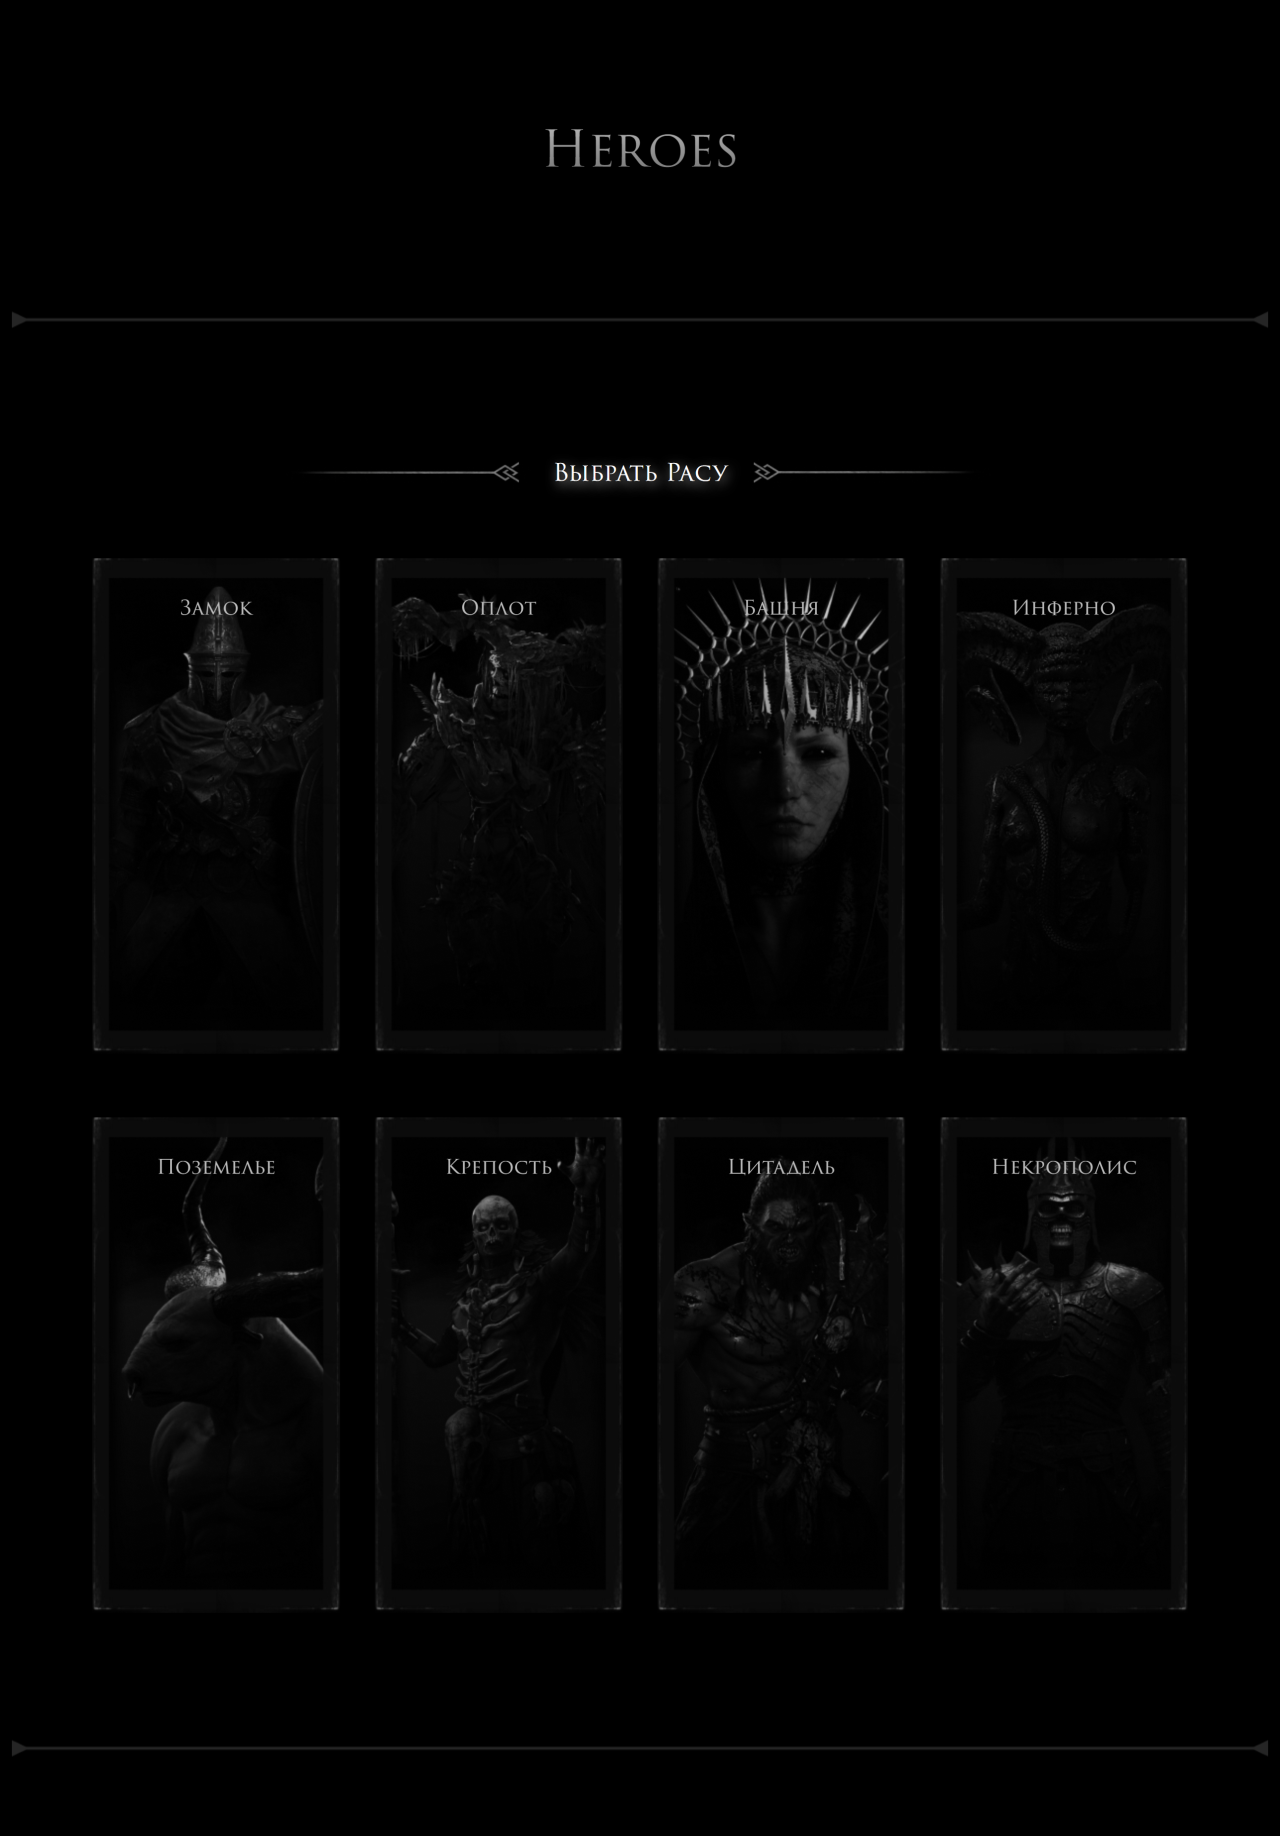 Heroes
Выбрать Расу
Замок
Оплот
Башня
Инферно
Поземелье
Крепость
Цитадель
Некрополис